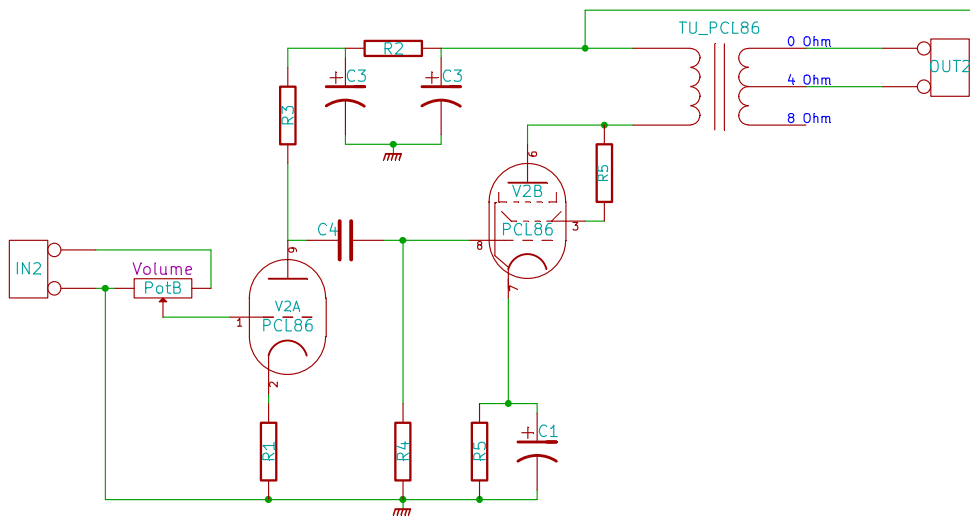 TU_PCL86
0 Ohm
R2
C3
C3
OUT2
4 Ohm
R3
8 Ohm
6
R5
V2B
3
PCL86
C4
8
9
IN2
Volume
PotB
7
V2A
1
PCL86
2
C1
R1
R4
R5